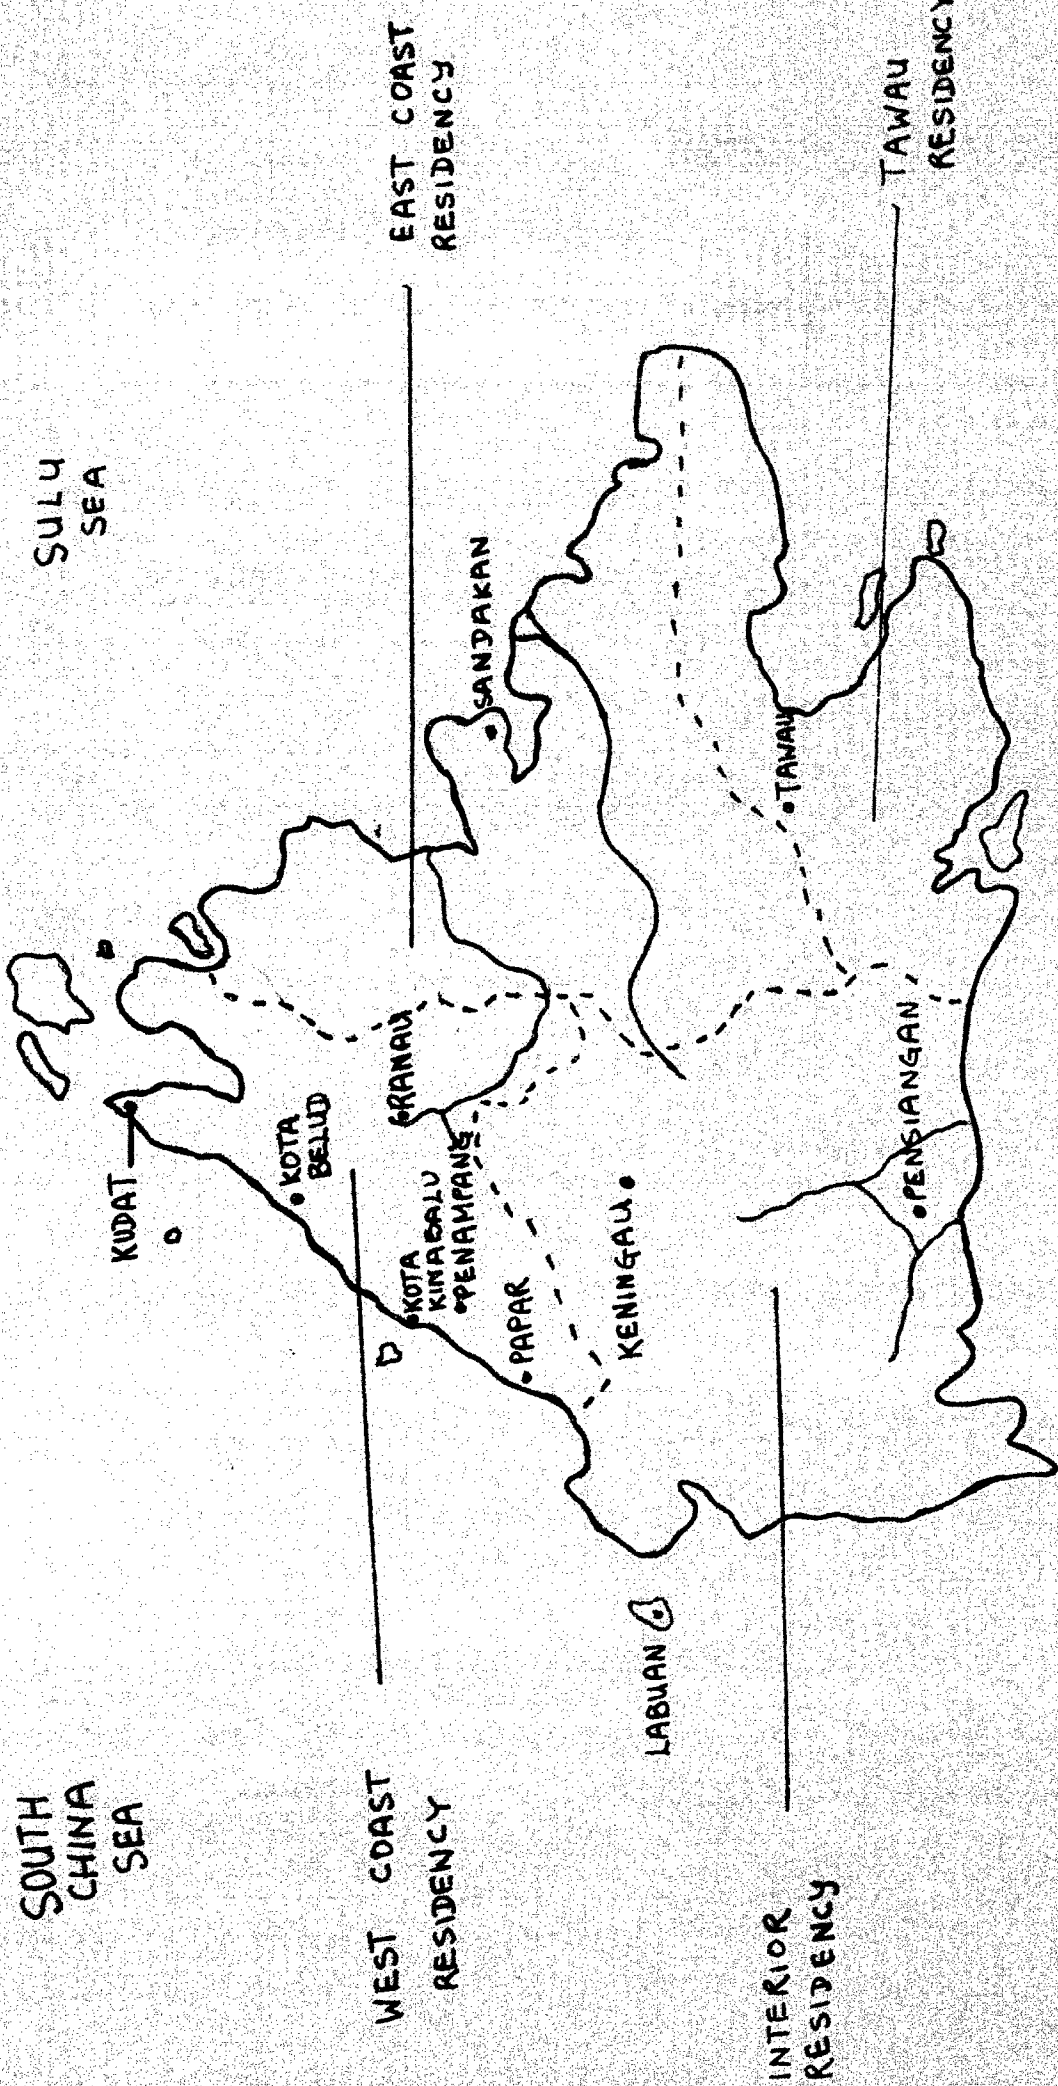 SOUTH
CHINA
SEA
SULU
SEA
KUDAT
KOTA
BELUD
WEST COAST
RESIDENCY
EAST COAST
RESIDENCY
RANAU
KOTA
KINABALU
PENAMPANG
SANDAKAN
PAPAR
KENINGAU
LABUAN
TAWAU
INTERIOR
RESIDENCY
PENSIANGAN
TAWAU
RESIDENCY